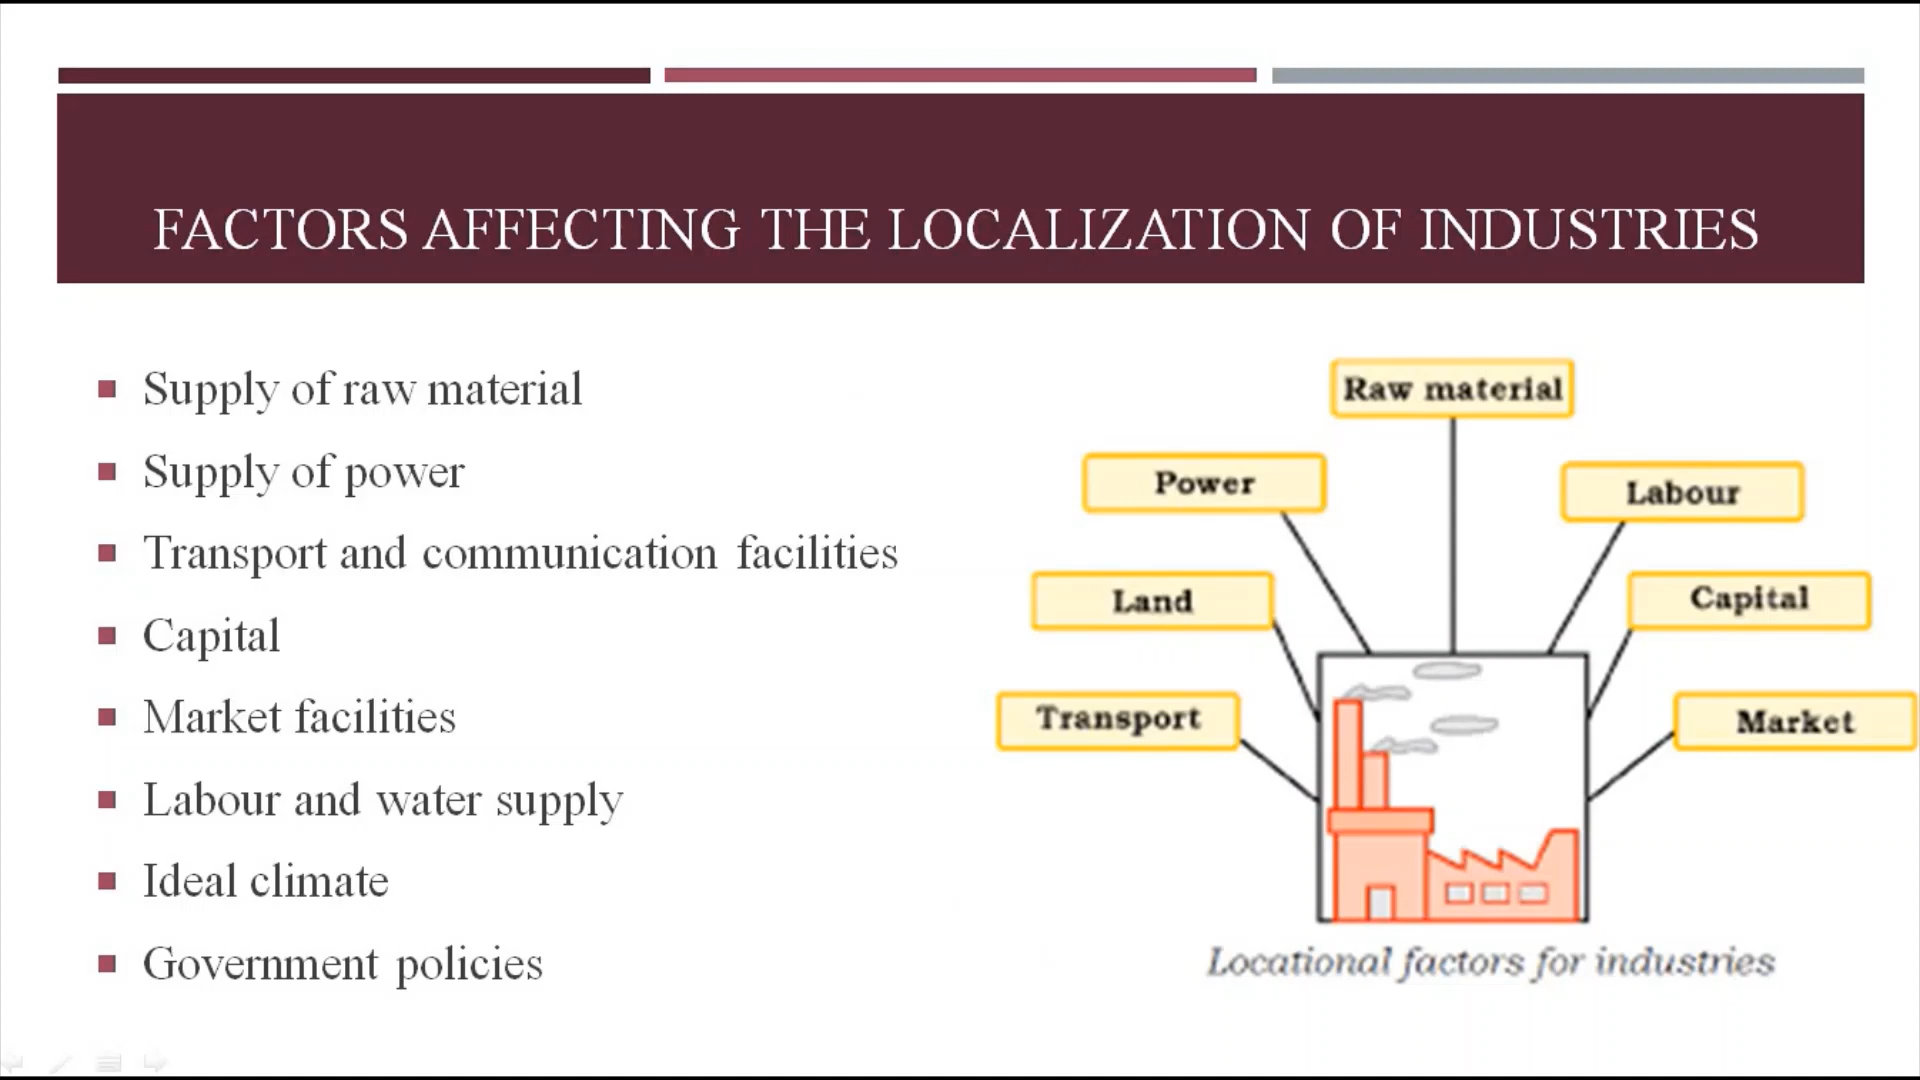 FACTORS AFFECTING THE LOCALIZATION OF INDUSTRIES
Supply of raw material
Supply of power
Transport and communication facilities
Capital
Market facilities
Labour and water supply
Ideal climate
Government policies
Raw material
Power
Labour
Land
Capital
Transport
Market
Locational factors for industries